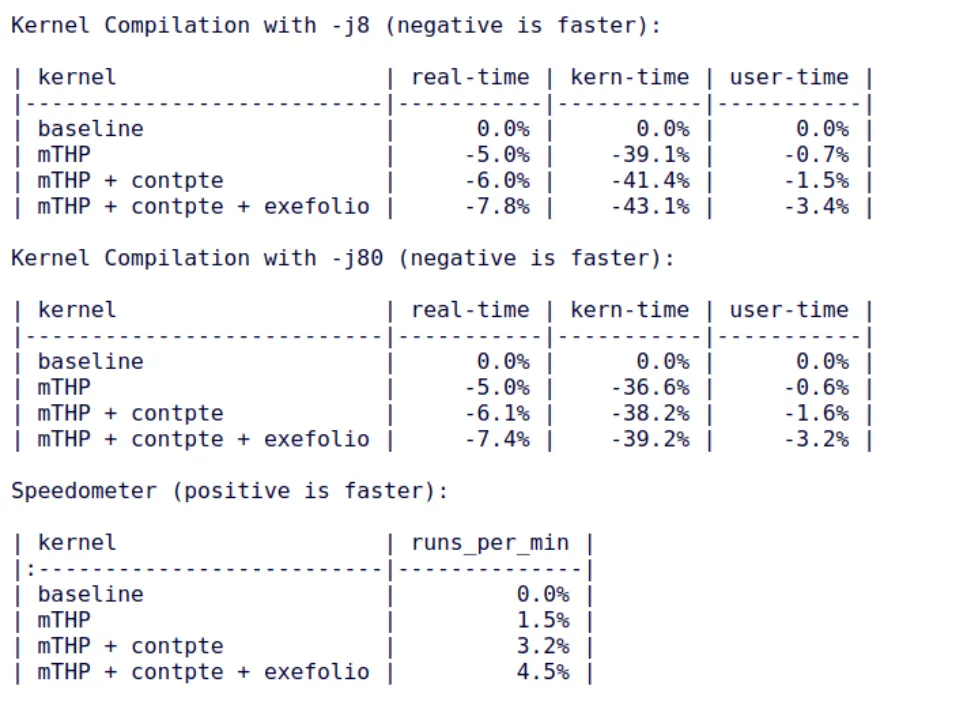 Kernel Compilation with -j8 (negative is faster):
| kernel                    | real-time | kern-time | user-time |
|---------------------------|-----------|-----------|-----------|
| baseline                  |      0.0% |      0.0% |      0.0% |
| mTHP                      |     -5.0% |    -39.1% |     -0.7% |
| mTHP + contpte            |     -6.0% |    -41.4% |     -1.5% |
| mTHP + contpte + exefolio |     -7.8% |    -43.1% |     -3.4% |
Kernel Compilation with -j80 (negative is faster):
| kernel                    | real-time | kern-time | user-time |
|---------------------------|-----------|-----------|-----------|
| baseline                  |      0.0% |      0.0% |      0.0% |
| mTHP                      |     -5.0% |    -36.6% |     -0.6% |
| mTHP + contpte            |     -6.1% |    -38.2% |     -1.6% |
| mTHP + contpte + exefolio |     -7.4% |    -39.2% |     -3.2% |
Speedometer (positive is faster):
| kernel                    | runs_per_min |
|:--------------------------|--------------|
| baseline                  |         0.0% |
| mTHP                      |         1.5% |
| mTHP + contpte            |         3.2% |
| mTHP + contpte + exefolio |         4.5% |